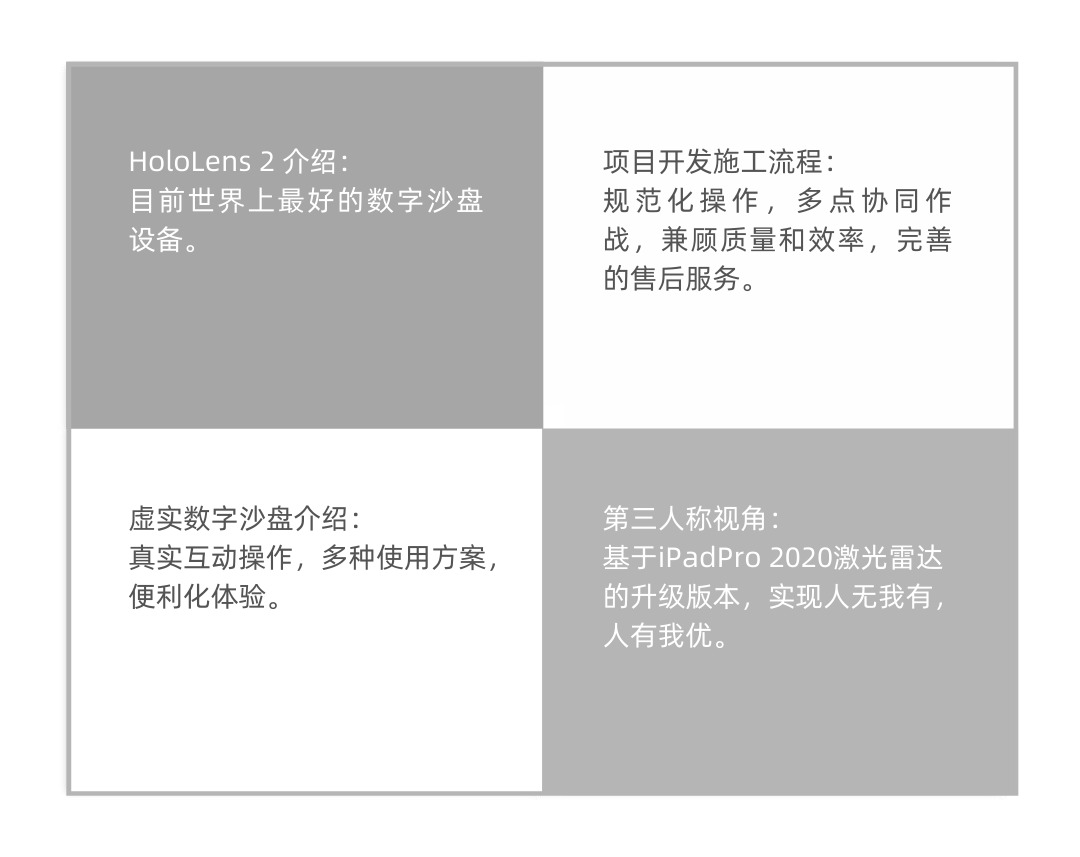 HoloLens 2 介绍：
目前世界上最好的数字沙盘
设备。
项目开发施工流程：
规范化操作，多点协同作
战，兼顾质量和效率，完善
的售后服务。
虚实数字沙盘介绍：
真实互动操作，多种使用方案，
便利化体验。
第三人称视角：
基于iPadPro 2020激光雷达
的升级版本，实现人无我有，
人有我优。